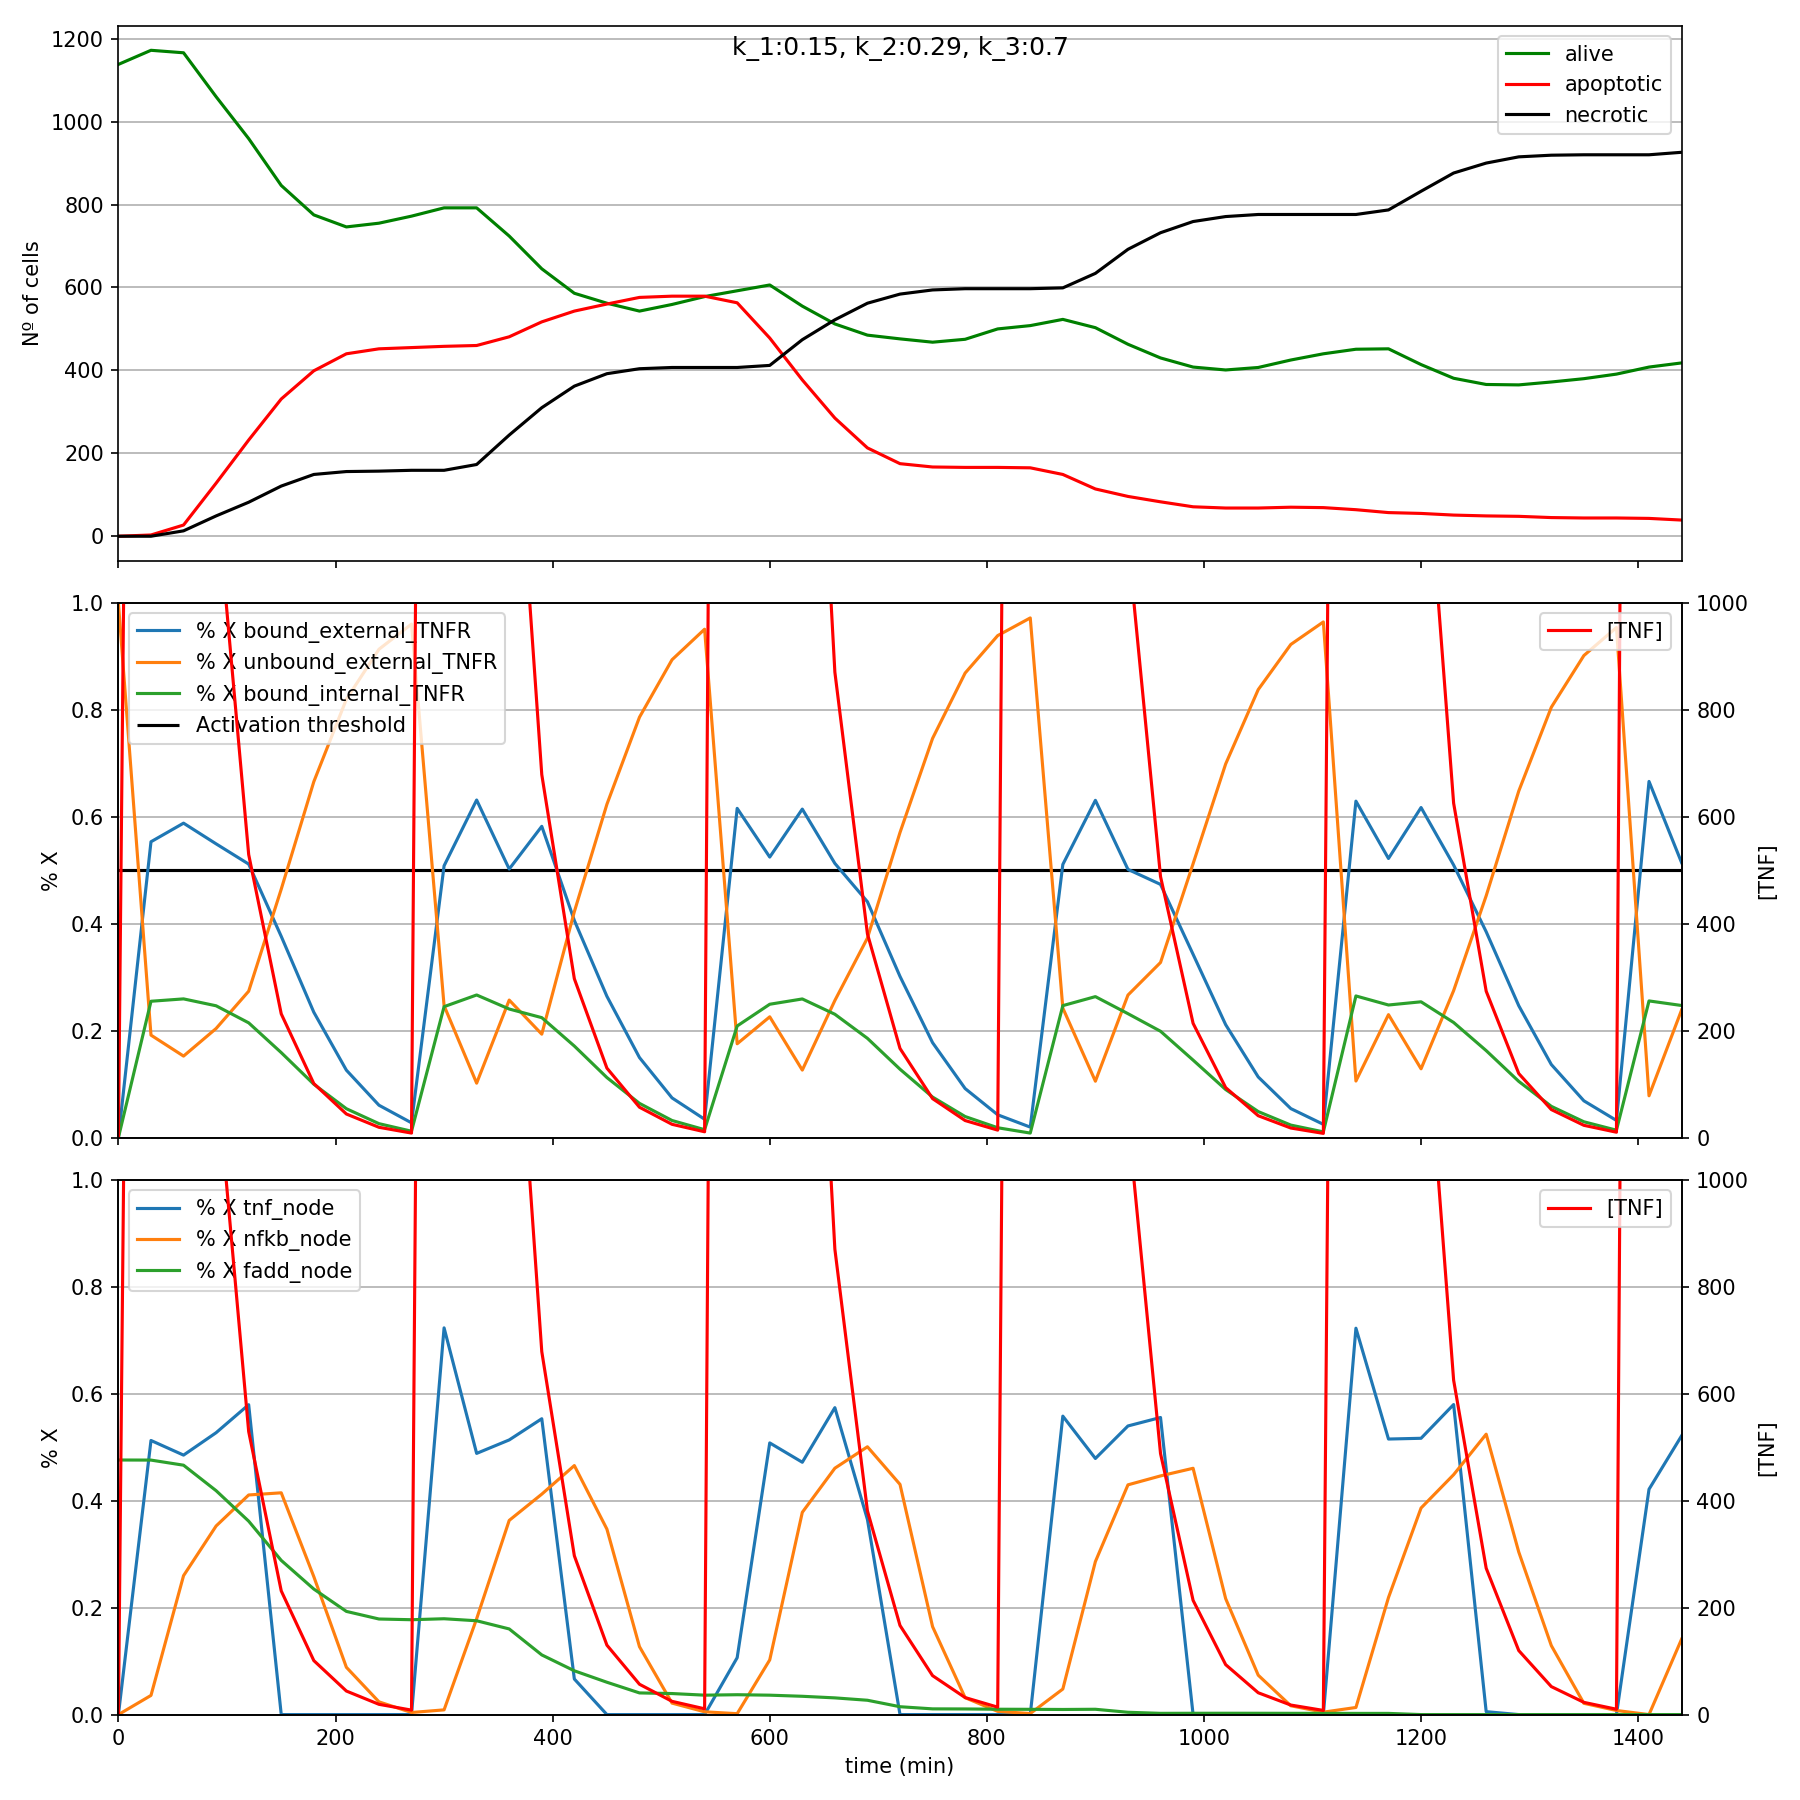 k_1:0.15, k_2:0.29, k_3:0.7
1200
1000
800
600
400
200
0
Nº of cells
alive
apoptotic
necrotic
1.0
0.8
0.6
0.4
0.2
0.0
% X
% X bound_external_TNFR
% X unbound_external_TNFR
% X bound_internal_TNFR
Activation threshold
[TNF]
1000
800
600
400
200
0
[TNF]
1.0
0.8
0.6
0.4
0.2
0.0
% X
% X tnf_node
% X nfkb_node
% X fadd_node
[TNF]
1000
800
600
400
200
0
[TNF]
0 200 400 600 800 1000 1200 1400
time (min)